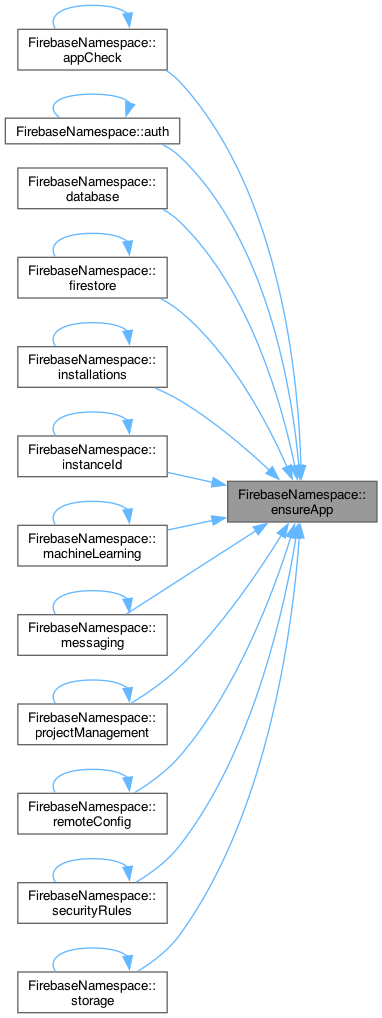 FirebaseNamespace::
appCheck
FirebaseNamespace::auth
FirebaseNamespace::
database
FirebaseNamespace::
firestore
FirebaseNamespace::
installations
FirebaseNamespace::
instanceId
FirebaseNamespace::
ensureApp
FirebaseNamespace::
machineLearning
FirebaseNamespace::
messaging
FirebaseNamespace::
projectManagement
FirebaseNamespace::
remoteConfig
FirebaseNamespace::
securityRules
FirebaseNamespace::
storage